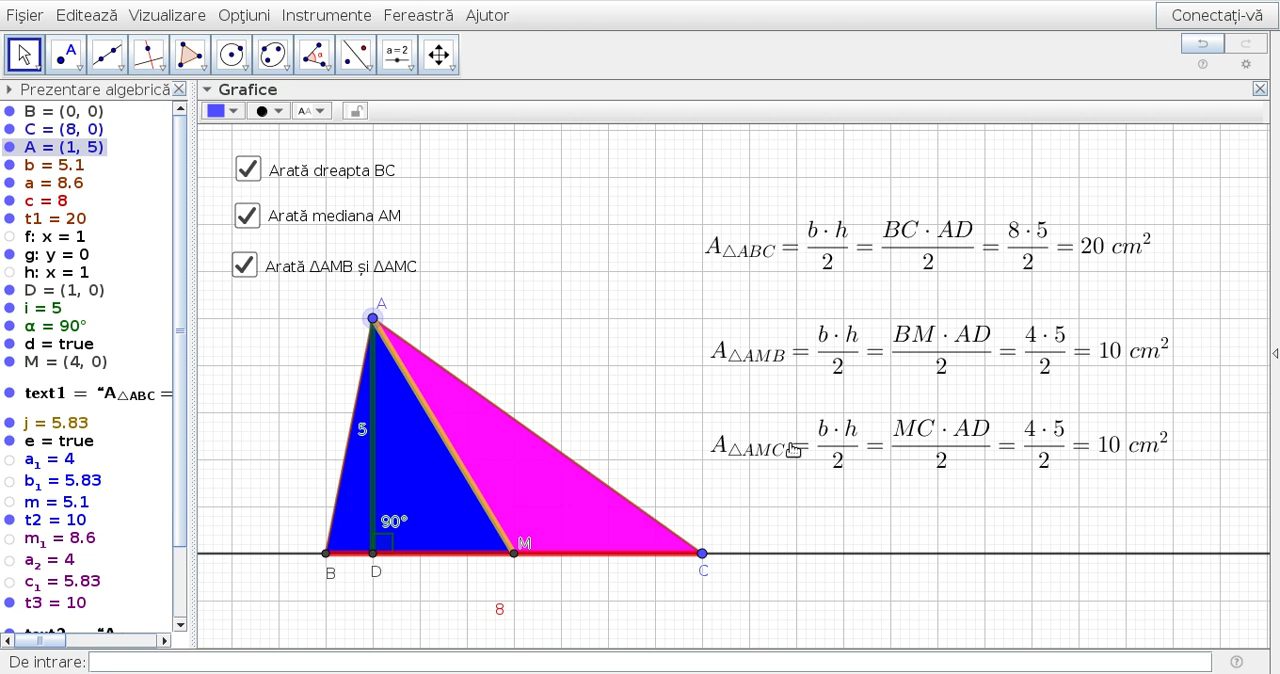 Fișier Editează Vizualizare Opţiuni Instrumente Fereastră Ajutor Conectați-vă
A α a=2
Prezentare algebrică Grafice
AA
B = (0, 0)
C = (8, 0)
A = (1, 5)
b = 5.1
a = 8.6
c = 8
t1 = 20
f: x = 1
g: y = 0
h: x = 1
D = (1, 0)
i = 5
α = 90°
d = true
M = (4, 0)
text1 = “A△ABC =
j = 5.83
e = true
a₁ = 4
b₁ = 5.83
m = 5.1
t2 = 10
m₁ = 8.6
a₂ = 4
c₁ = 5.83
t3 = 10
Arată dreapta BC
Arată mediana AM
Arată ΔAMB și ΔAMC
A△ABC = b · h / 2 = BC · AD / 2 = 8 · 5 / 2 = 20 cm²
A△AMB = b · h / 2 = BM · AD / 2 = 4 · 5 / 2 = 10 cm²
A△AMC = b · h / 2 = MC · AD / 2 = 4 · 5 / 2 = 10 cm²
A
5
90°
M
B D C
8
De intrare: